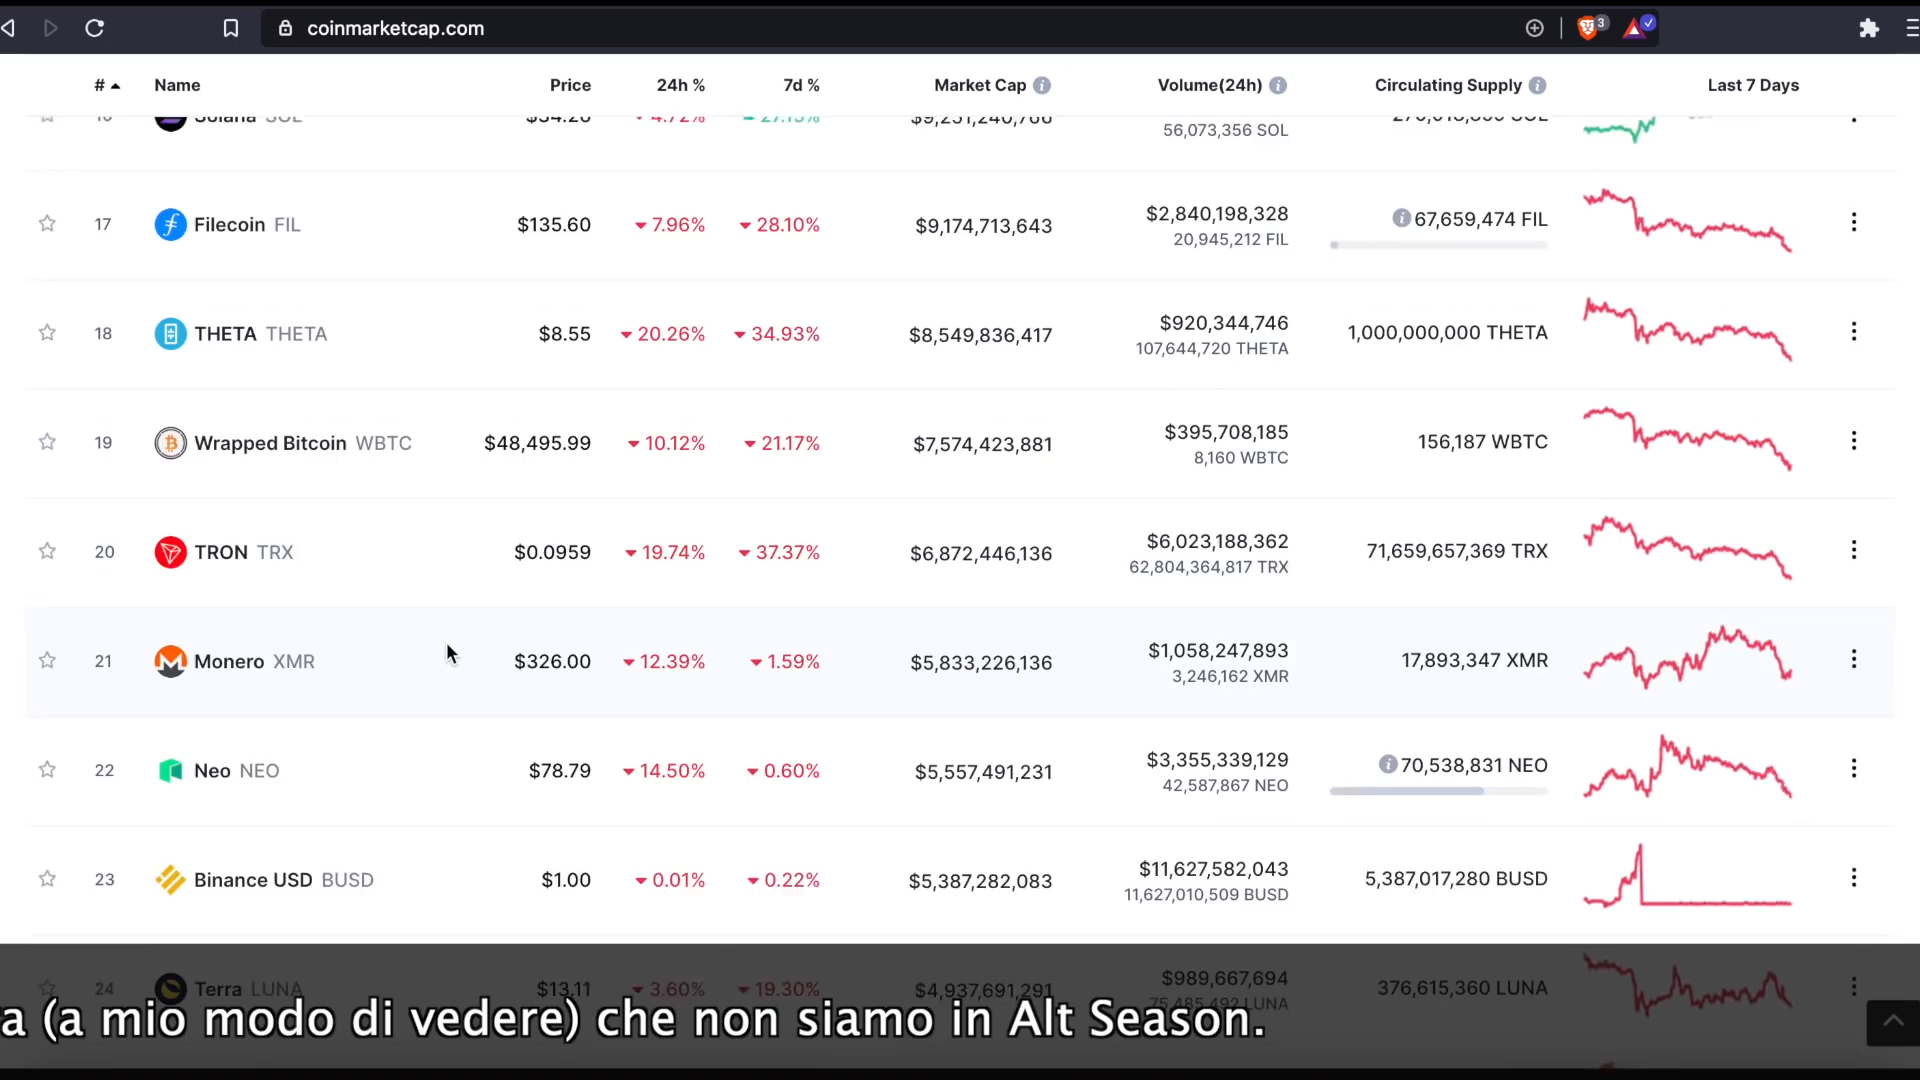 coinmarketcap.com
3
# Name Price 24h % 7d % Market Cap Volume(24h) Circulating Supply Last 7 Days
Solana SOL
56,073,356 SOL
17 Filecoin FIL $135.60 7.96% 28.10% $9,174,713,643 $2,840,198,328 67,659,474 FIL
20,945,212 FIL
18 THETA THETA $8.55 20.26% 34.93% $8,549,836,417 $920,344,746 1,000,000,000 THETA
107,644,720 THETA
19 Wrapped Bitcoin WBTC $48,495.99 10.12% 21.17% $7,574,423,881 $395,708,185 156,187 WBTC
8,160 WBTC
20 TRON TRX $0.0959 19.74% 37.37% $6,872,446,136 $6,023,188,362 71,659,657,369 TRX
62,804,364,817 TRX
21 Monero XMR $326.00 12.39% 1.59% $5,833,226,136 $1,058,247,893 17,893,347 XMR
3,246,162 XMR
22 Neo NEO $78.79 14.50% 0.60% $5,557,491,231 $3,355,339,129 70,538,831 NEO
42,587,867 NEO
23 Binance USD BUSD $1.00 0.01% 0.22% $5,387,282,083 $11,627,582,043 5,387,017,280 BUSD
11,627,010,509 BUSD
24 Terra LUNA $13.11 3.60% 19.30% $4,937,691,291 $989,667,694 376,615,360 LUNA
75,485,492 LUNA
a (a mio modo di vedere) che non siamo in Alt Season.